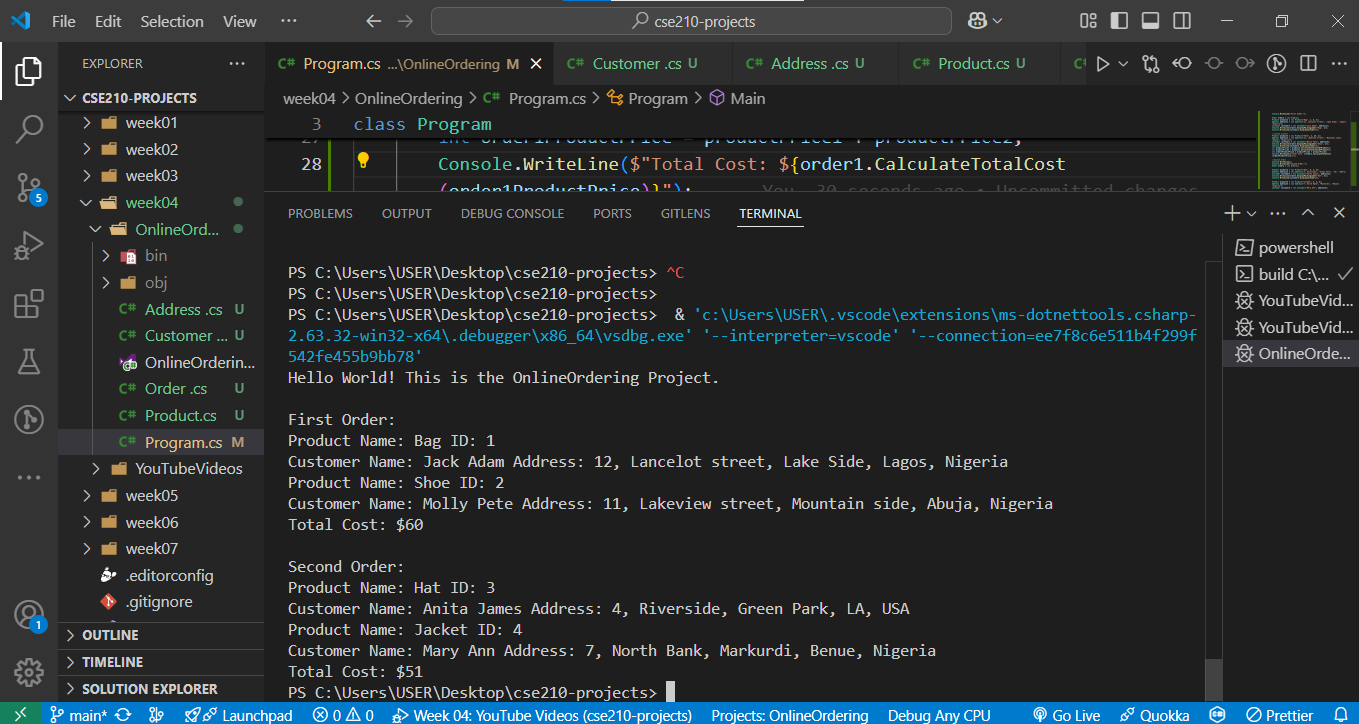 File Edit Selection View ··· cse210-projects
EXPLORER ···
CSE210-PROJECTS
week01
week02
week03
week04
OnlineOrd...
bin
obj
Address .cs U
Customer ... U
OnlineOrderin...
Order .cs U
Product.cs U
Program.cs M
YouTubeVideos
week05
week06
week07
.editorconfig
.gitignore
OUTLINE
TIMELINE
SOLUTION EXPLORER
5
1
C# Program.cs ...\OnlineOrdering M C# Customer .cs U C# Address .cs U C# Product.cs U
week04 > OnlineOrdering > C# Program.cs > Program > Main
3 class Program
27 int order1ProductPrice = productPrice1 + productPrice2;
28 Console.WriteLine($"Total Cost: ${order1.CalculateTotalCost
(order1ProductPrice)}"); You, 30 seconds ago • Uncommitted changes
PROBLEMS OUTPUT DEBUG CONSOLE PORTS GITLENS TERMINAL
PS C:\Users\USER\Desktop\cse210-projects> ^C
PS C:\Users\USER\Desktop\cse210-projects>
PS C:\Users\USER\Desktop\cse210-projects>  & 'c:\Users\USER\.vscode\extensions\ms-dotnettools.csharp-
2.63.32-win32-x64\.debugger\x86_64\vsdbg.exe' '--interpreter=vscode' '--connection=ee7f8c6e511b4f299f
542fe455b9bb78'
Hello World! This is the OnlineOrdering Project.
First Order:
Product Name: Bag ID: 1
Customer Name: Jack Adam Address: 12, Lancelot street, Lake Side, Lagos, Nigeria
Product Name: Shoe ID: 2
Customer Name: Molly Pete Address: 11, Lakeview street, Mountain side, Abuja, Nigeria
Total Cost: $60
Second Order:
Product Name: Hat ID: 3
Customer Name: Anita James Address: 4, Riverside, Green Park, LA, USA
Product Name: Jacket ID: 4
Customer Name: Mary Ann Address: 7, North Bank, Markurdi, Benue, Nigeria
Total Cost: $51
PS C:\Users\USER\Desktop\cse210-projects>
powershell
build C:\...
YouTubeVid...
YouTubeVid...
OnlineOrde...
main* Launchpad 0 0 Week 04: YouTube Videos (cse210-projects) Projects: OnlineOrdering Debug Any CPU Go Live Quokka Prettier